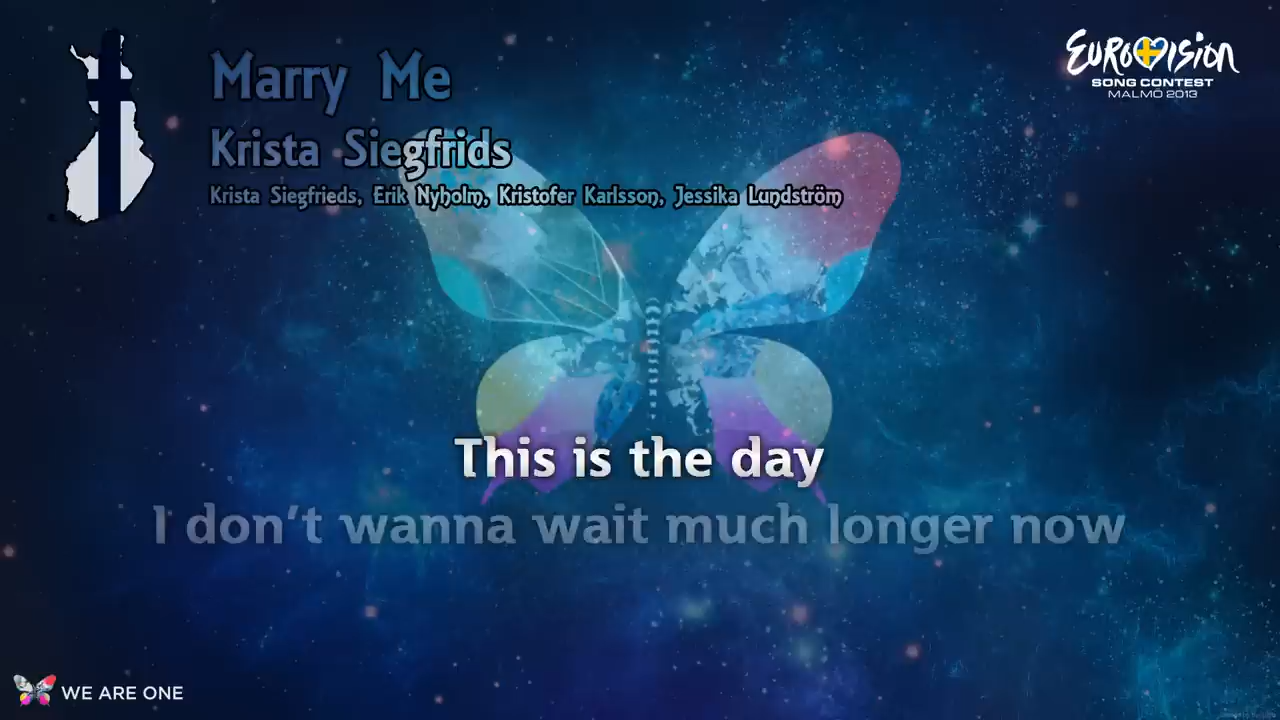 Marry Me
Krista Siegfrids
Krista Siegfrieds, Erik Nyholm, Kristofer Karlsson, Jessika Lundström
EUROVISION
SONG CONTEST
MALMÖ 2013
This is the day
I don't wanna wait much longer now
WE ARE ONE